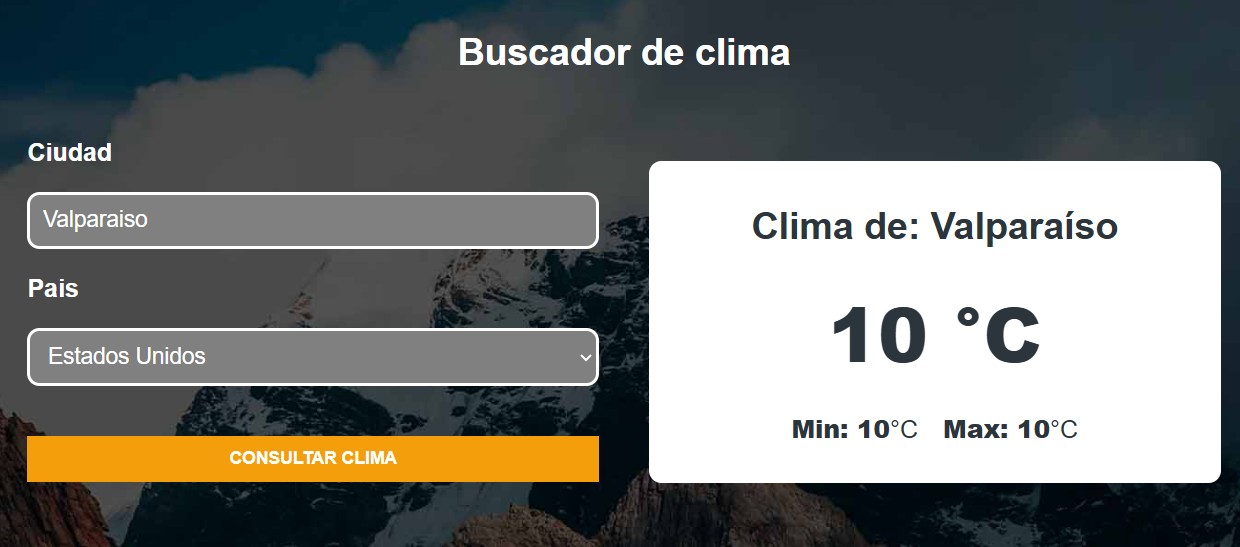 Buscador de clima
Ciudad
Valparaiso
Pais
Estados Unidos
CONSULTAR CLIMA
Clima de: Valparaíso
10 °C
Min: 10°C Max: 10°C